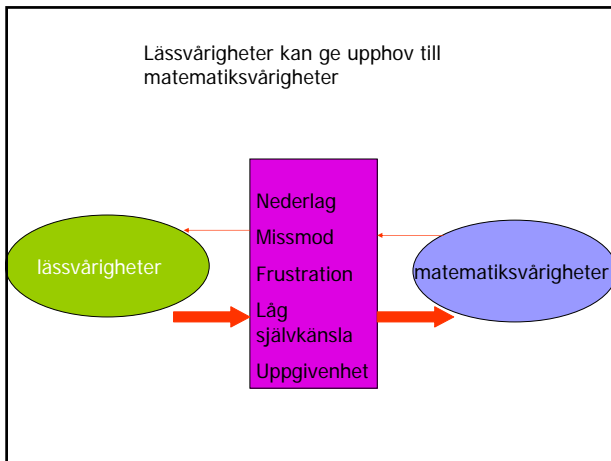 Lässvårigheter kan ge upphov till
matematiksvårigheter
lässvårigheter
Nederlag
Missmod
Frustration
Låg
självkänsla
Uppgivenhet
matematiksvårigheter